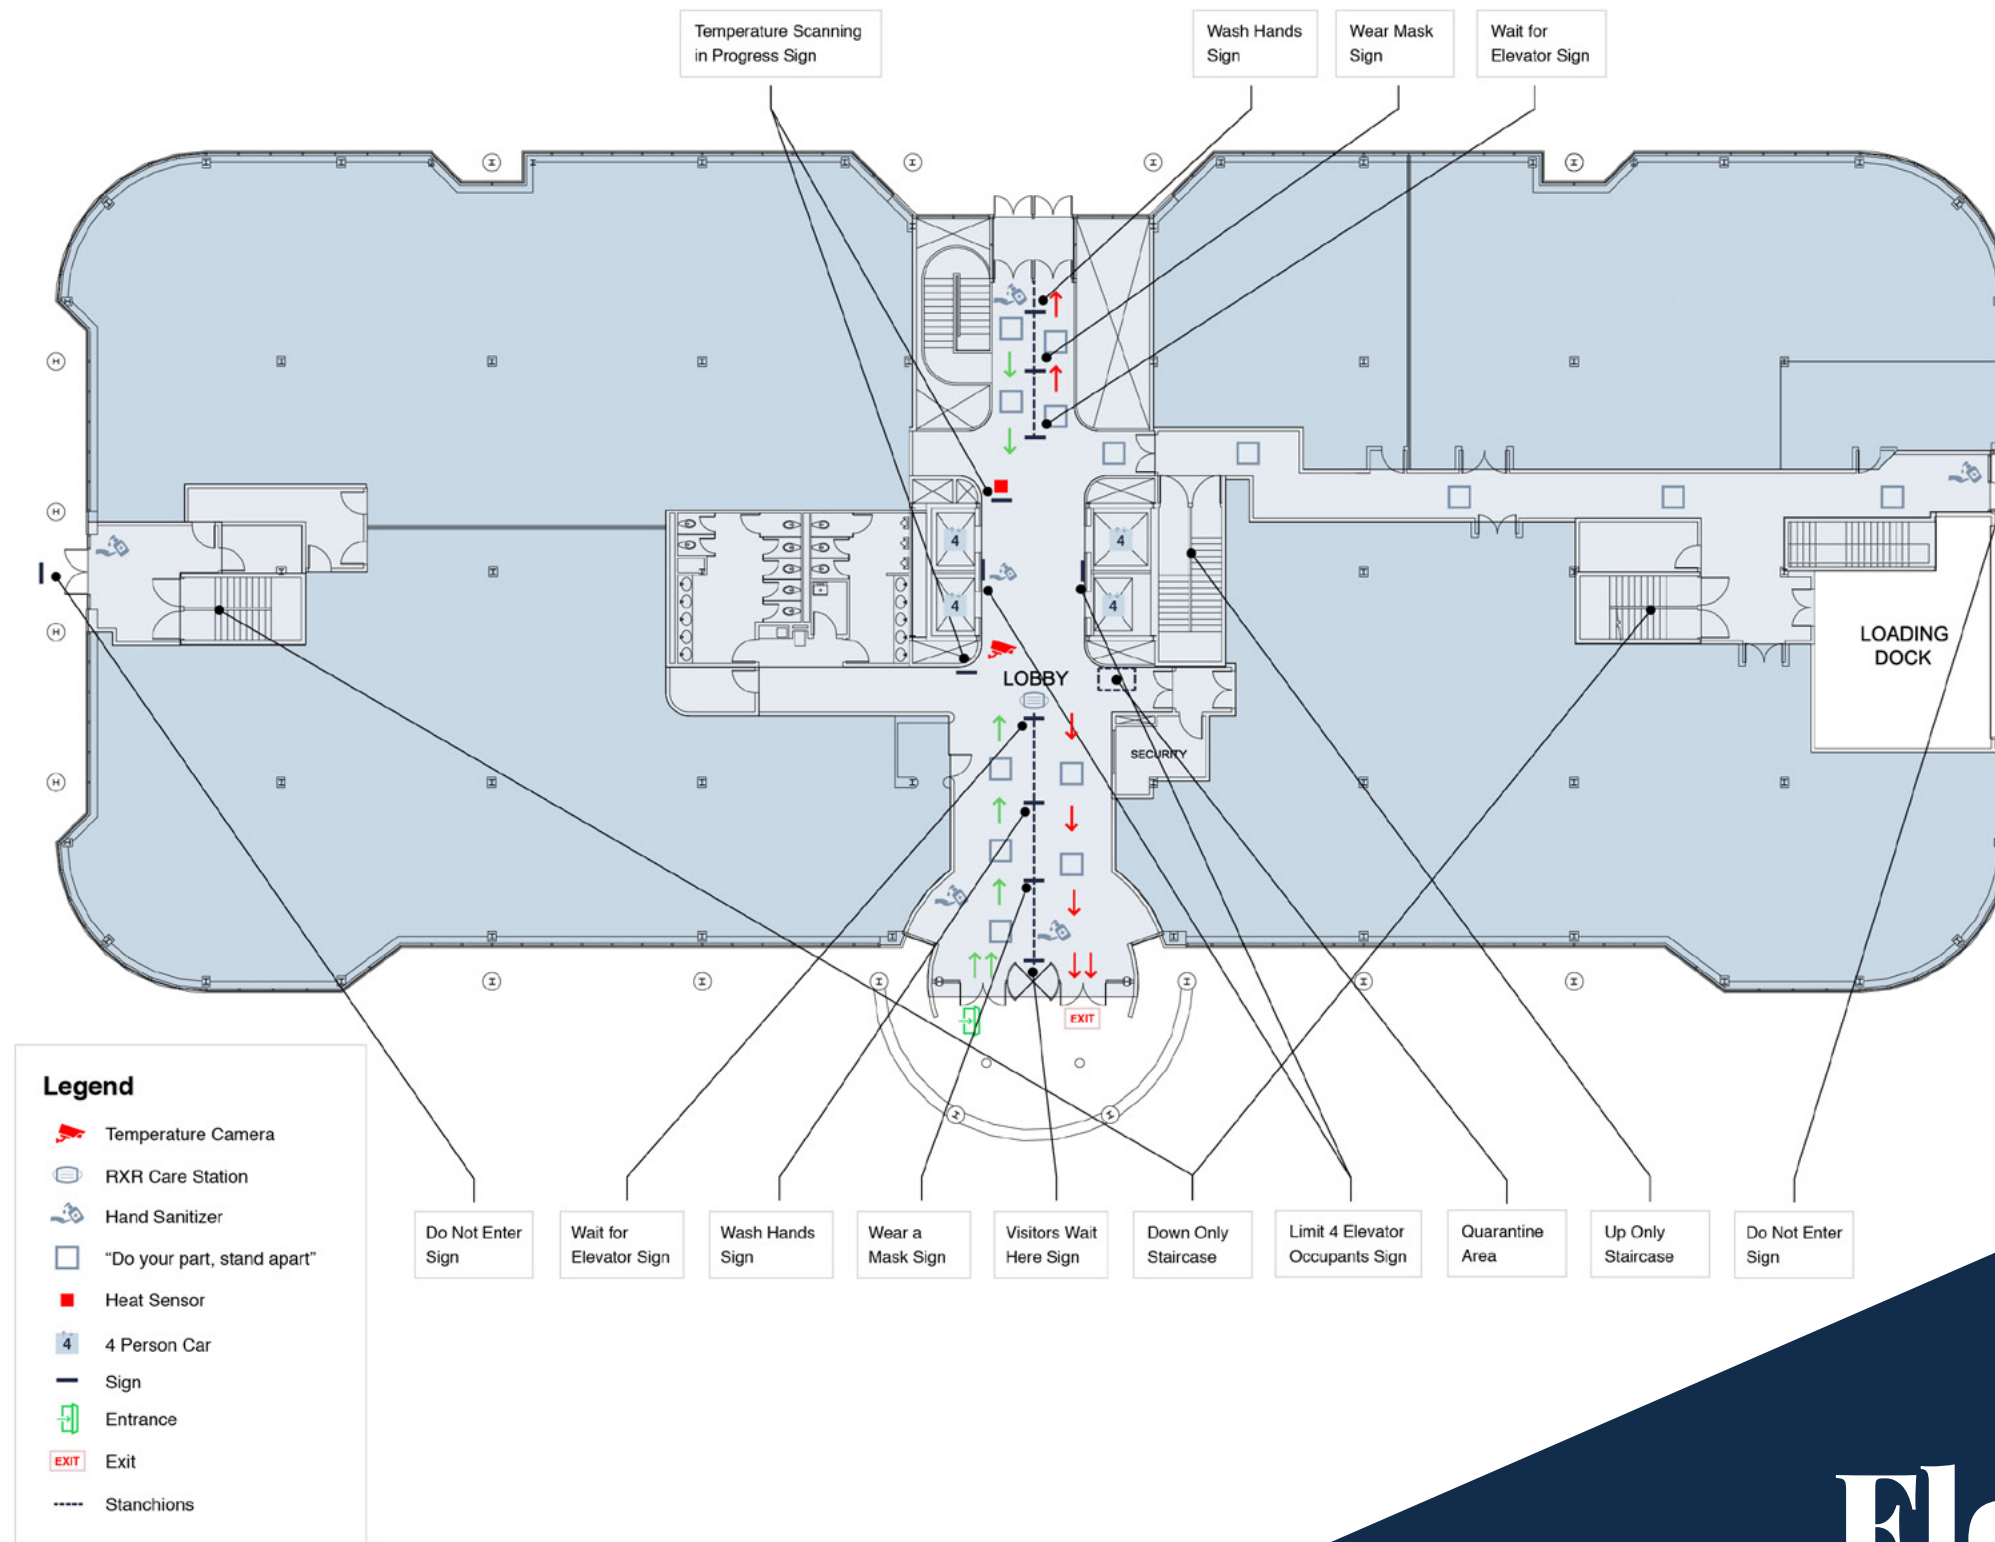 Temperature Scanning
in Progress Sign
Wash Hands
Sign
Wear Mask
Sign
Wait for
Elevator Sign
4
4
4
4
LOBBY
SECURITY
LOADING
DOCK
EXIT
Legend
Temperature Camera
RXR Care Station
Hand Sanitizer
“Do your part, stand apart”
Heat Sensor
4 4 Person Car
Sign
Entrance
EXIT Exit
Stanchions
Do Not Enter
Sign
Wait for
Elevator Sign
Wash Hands
Sign
Wear a
Mask Sign
Visitors Wait
Here Sign
Down Only
Staircase
Limit 4 Elevator
Occupants Sign
Quarantine
Area
Up Only
Staircase
Do Not Enter
Sign